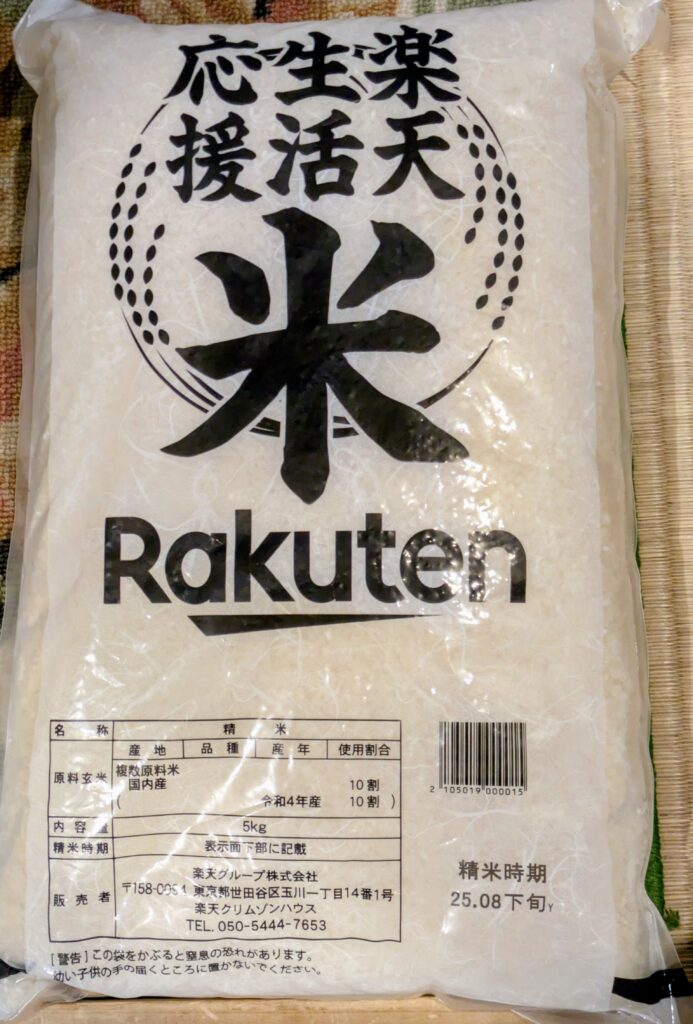 楽天
生活
応援
米
Rakuten
名 称 精 米
産 地 品 種 産 年 使用割合
原料玄米 複数原料米
国内産 10割
( 令和4年産 10割 )
内 容 量 5kg
精米時期 表示面下部に記載
販 売 者 楽天グループ株式会社
〒158-0094 東京都世田谷区玉川一丁目14番1号
楽天クリムゾンハウス
TEL. 050-5444-7653
[警告] この袋をかぶると窒息の恐れがあります。
幼い子供の手の届くところに置かないでください。
2 105019 000015
精米時期
25.08下旬Y